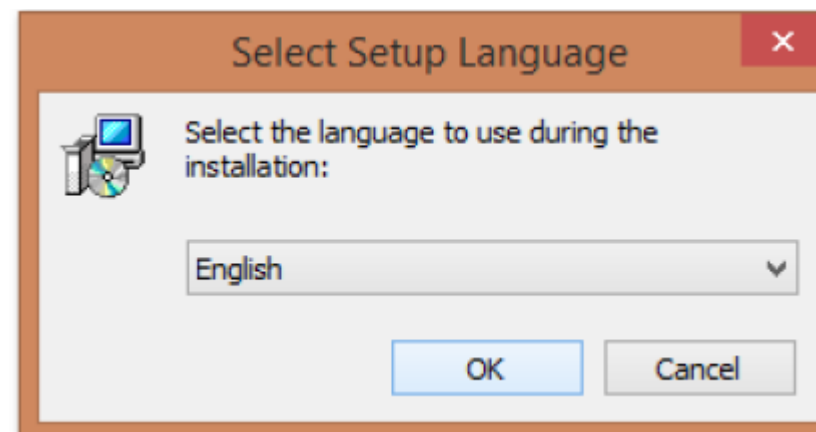 Select Setup Language
Select the language to use during the
installation:
English
OK
Cancel